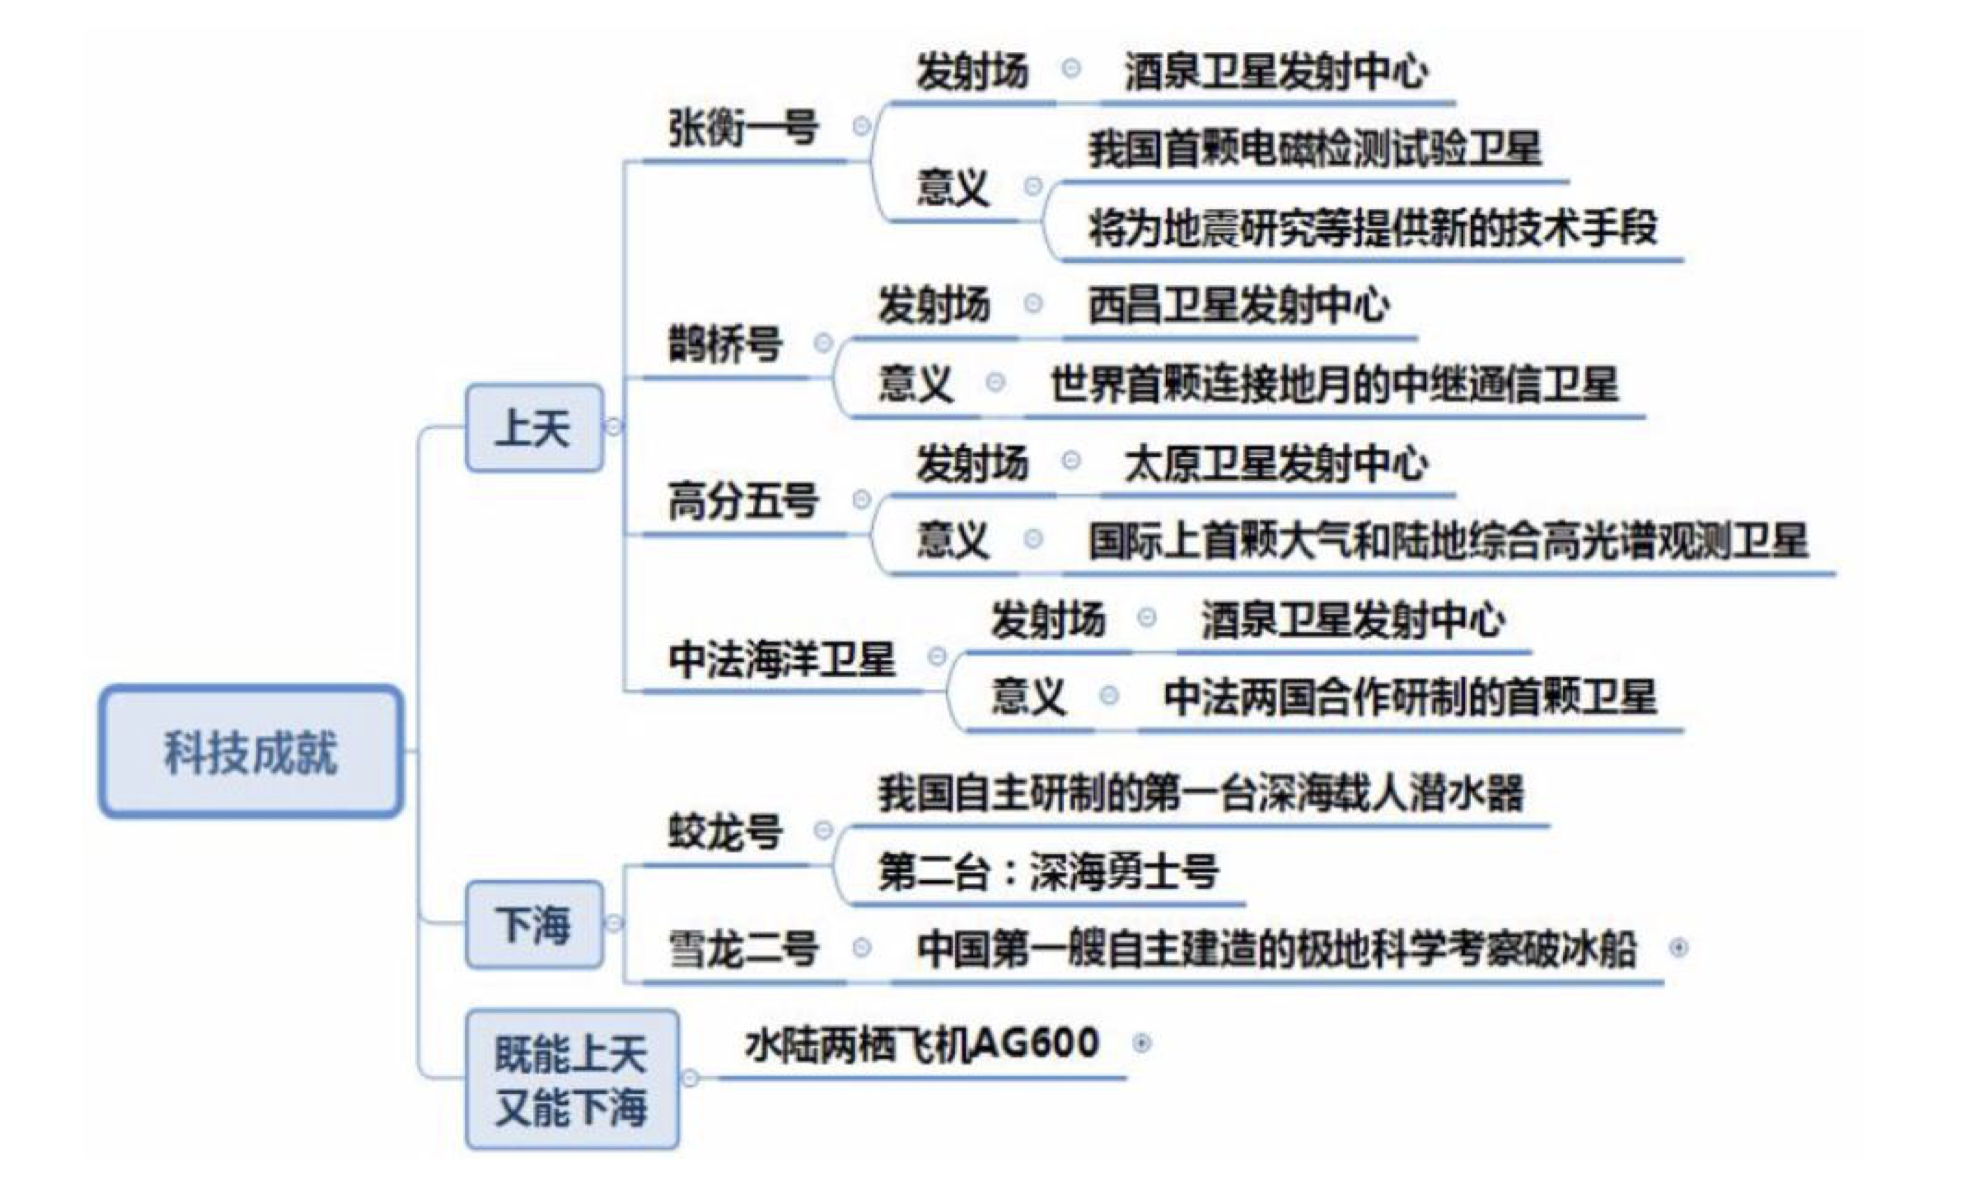 科技成就
上天
张衡一号
发射场
酒泉卫星发射中心
意义
我国首颗电磁检测试验卫星
将为地震研究等提供新的技术手段
鹊桥号
发射场
西昌卫星发射中心
意义
世界首颗连接地月的中继通信卫星
高分五号
发射场
太原卫星发射中心
意义
国际上首颗大气和陆地综合高光谱观测卫星
中法海洋卫星
发射场
酒泉卫星发射中心
意义
中法两国合作研制的首颗卫星
下海
蛟龙号
我国自主研制的第一台深海载人潜水器
第二台：深海勇士号
雪龙二号
中国第一艘自主建造的极地科学考察破冰船
既能上天
又能下海
水陆两栖飞机AG600